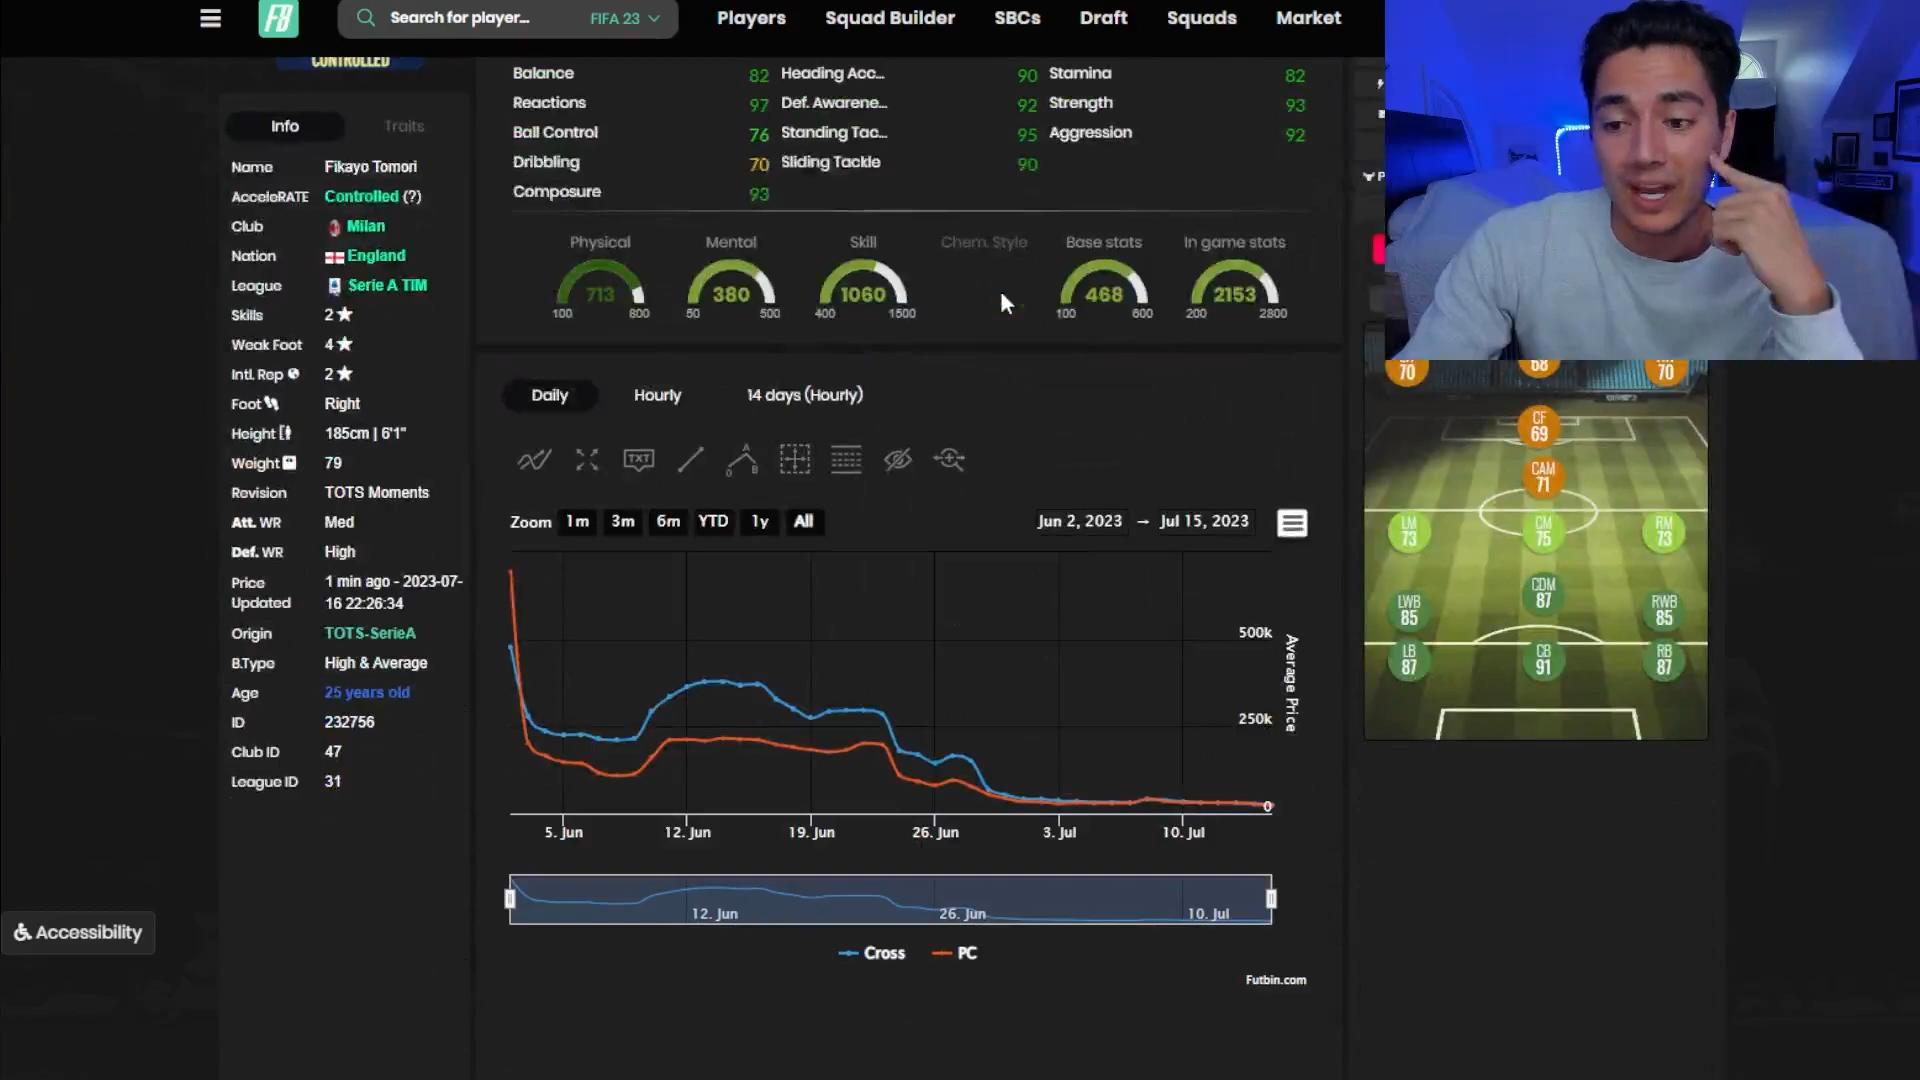 FB Search for player... FIFA 23 Players Squad Builder SBCs Draft Squads Market
CONTROLLED
Info Traits
Name Fikayo Tomori
AcceleRATE Controlled (?)
Club Milan
Nation England
League Serie A TIM
Skills 2
Weak Foot 4
Intl. Rep 2
Foot Right
Height 185cm | 6'1"
Weight 79
Revision TOTS Moments
Att. WR Med
Def. WR High
Price Updated 1 min ago - 2023-07-
16 22:26:34
Origin TOTS-SerieA
B.Type High & Average
Age 25 years old
ID 232756
Club ID 47
League ID 31
Accessibility
Balance 82 Heading Acc... 90 Stamina 82
Reactions 97 Def. Awarene... 92 Strength 93
Ball Control 76 Standing Tac... 95 Aggression 92
Dribbling 70 Sliding Tackle 90
Composure 93
Physical Mental Skill Chem. Style Base stats In game stats
713 380 1060 468 2153
100 800 50 500 400 1500 100 600 200 2800
Daily Hourly 14 days (Hourly)
TXT A 0 B
Zoom 1m 3m 6m YTD 1y All Jun 2, 2023 → Jul 15, 2023
500k
250k
0
Average Price
5. Jun 12. Jun 19. Jun 26. Jun 3. Jul 10. Jul
12. Jun 26. Jun 10. Jul
Cross PC
Futbin.com
70 68 70
CF
69
CAM
71
LM CM RM
73 75 73
CDM
87
LWB RWB
85 85
LB CB RB
87 91 87